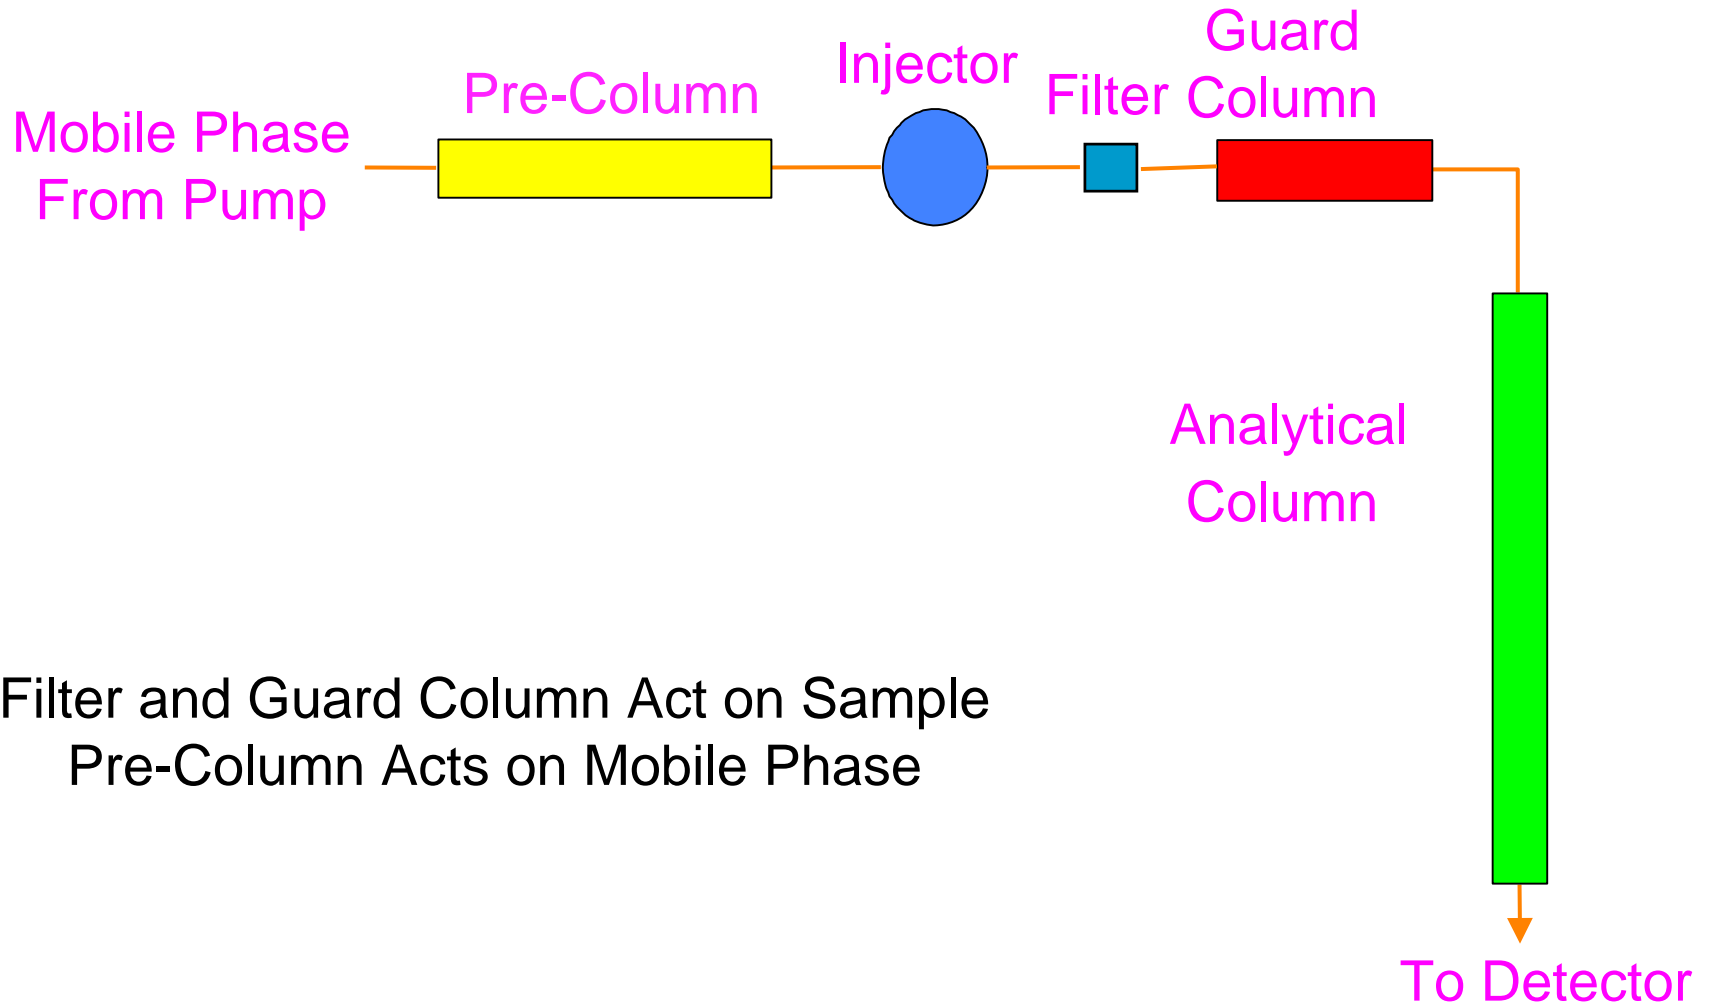 Mobile Phase
From Pump
Pre-Column
Injector
Filter
Guard
Column
Analytical
Column
Filter and Guard Column Act on Sample
Pre-Column Acts on Mobile Phase
To Detector